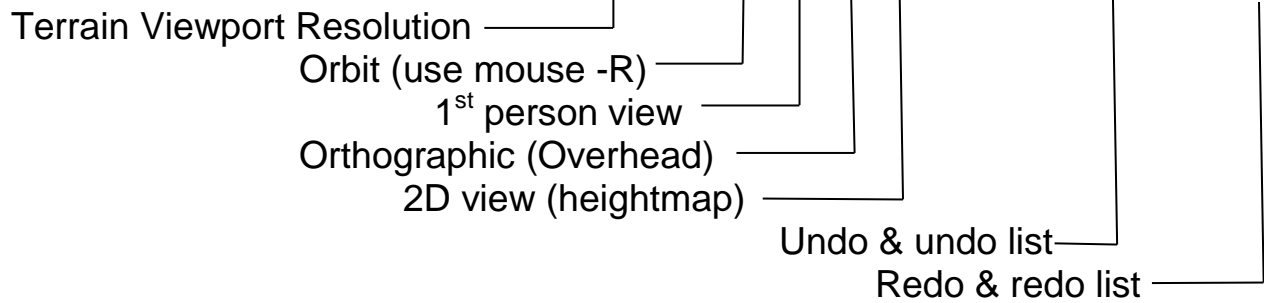 Terrain Viewport Resolution
Orbit (use mouse -R)
1st person view
Orthographic (Overhead)
2D view (heightmap)
Undo & undo list
Redo & redo list